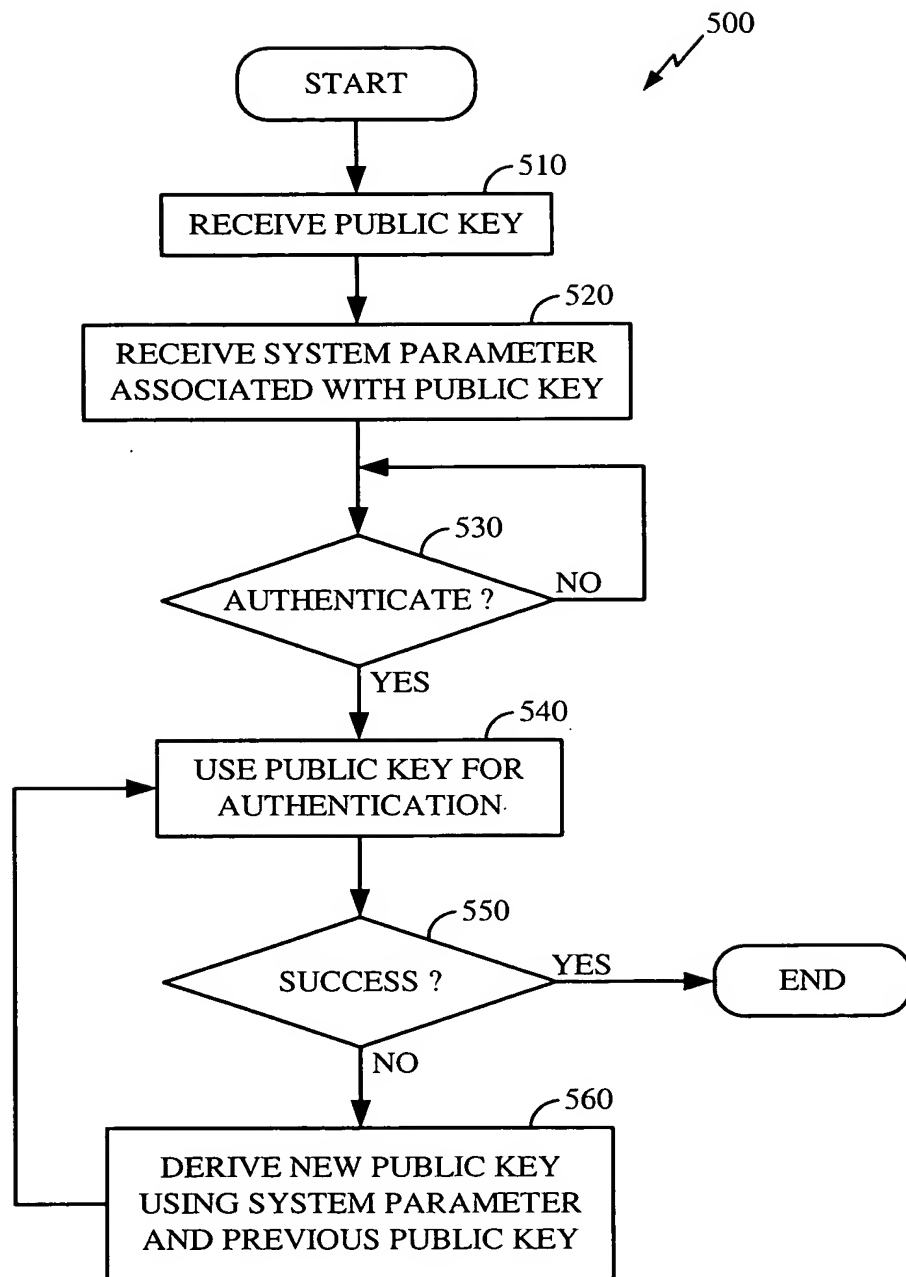 500
START
510
RECEIVE PUBLIC KEY
520
RECEIVE SYSTEM PARAMETER
ASSOCIATED WITH PUBLIC KEY
530
AUTHENTICATE ?
NO
YES
540
USE PUBLIC KEY FOR
AUTHENTICATION
550
SUCCESS ?
YES
END
NO
560
DERIVE NEW PUBLIC KEY
USING SYSTEM PARAMETER
AND PREVIOUS PUBLIC KEY